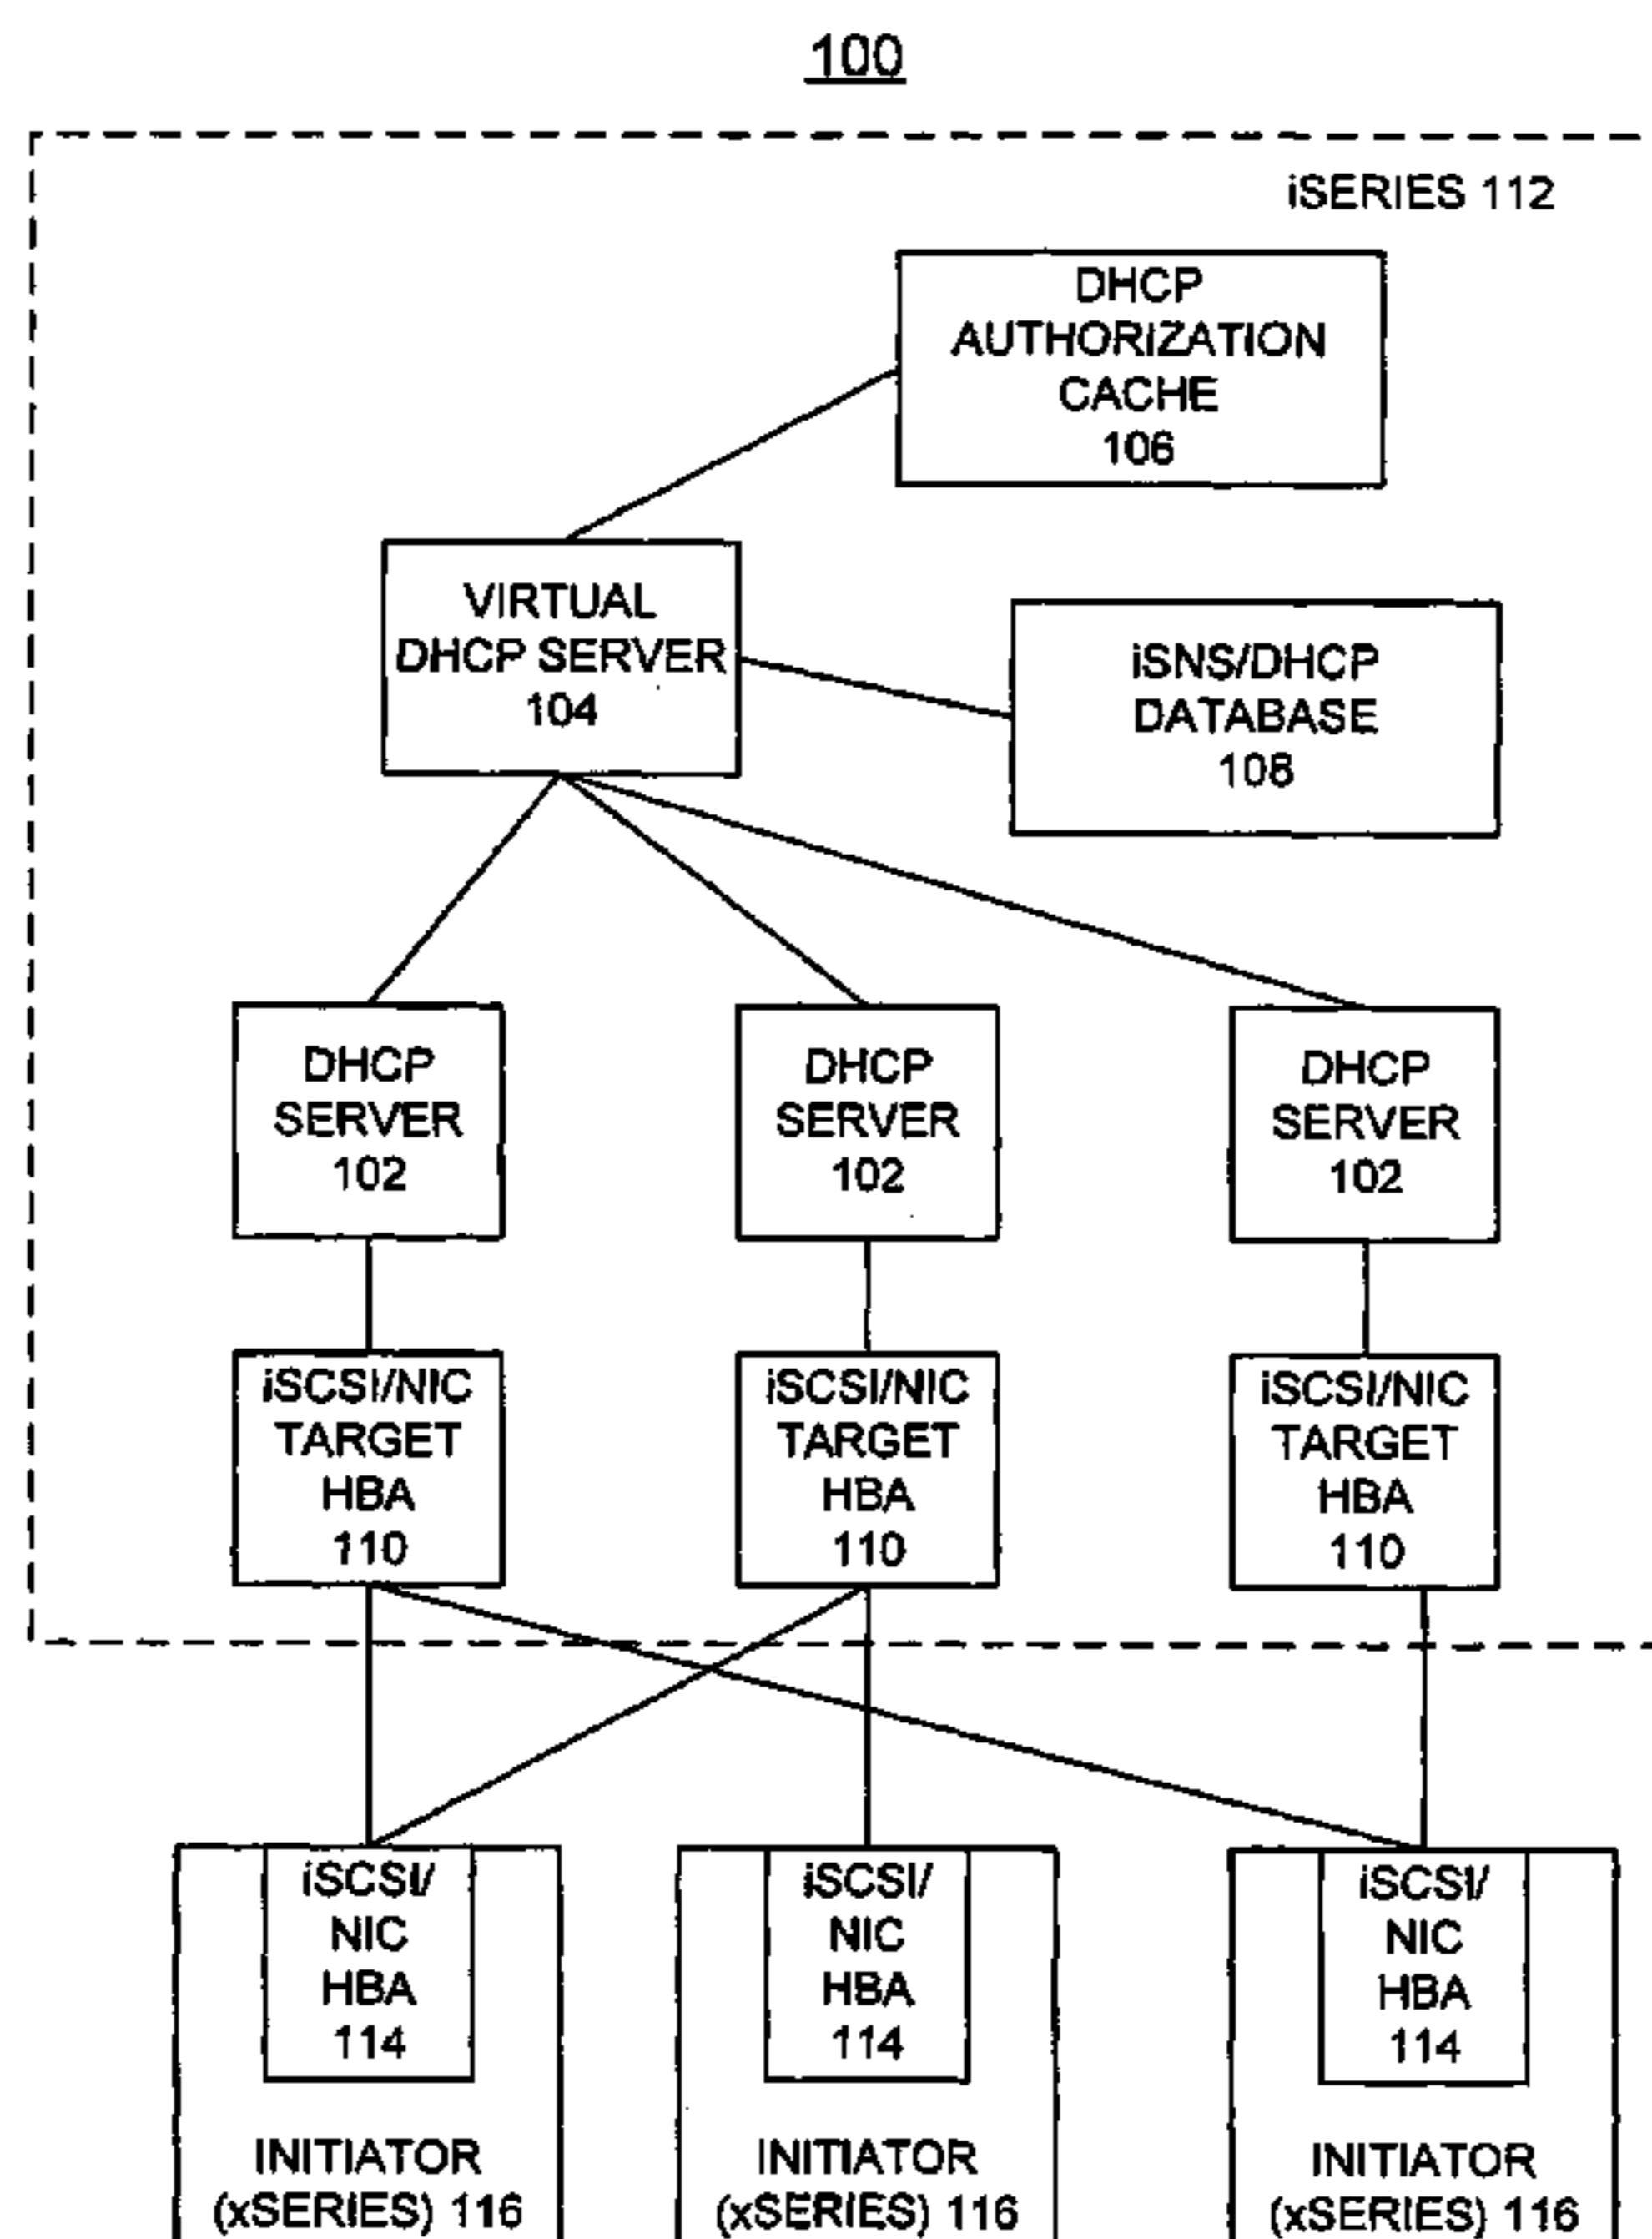 100
iSERIES 112
DHCP
AUTHORIZATION
CACHE
106
VIRTUAL
DHCP SERVER
104
iSNS/DHCP
DATABASE
108
DHCP
SERVER
102
DHCP
SERVER
102
DHCP
SERVER
102
iSCSI/NIC
TARGET
HBA
110
iSCSI/NIC
TARGET
HBA
110
iSCSI/NIC
TARGET
HBA
110
iSCSI/
NIC
HBA
114
INITIATOR
(xSERIES) 116
iSCSI/
NIC
HBA
114
INITIATOR
(xSERIES) 116
iSCSI/
NIC
HBA
114
INITIATOR
(xSERIES) 116